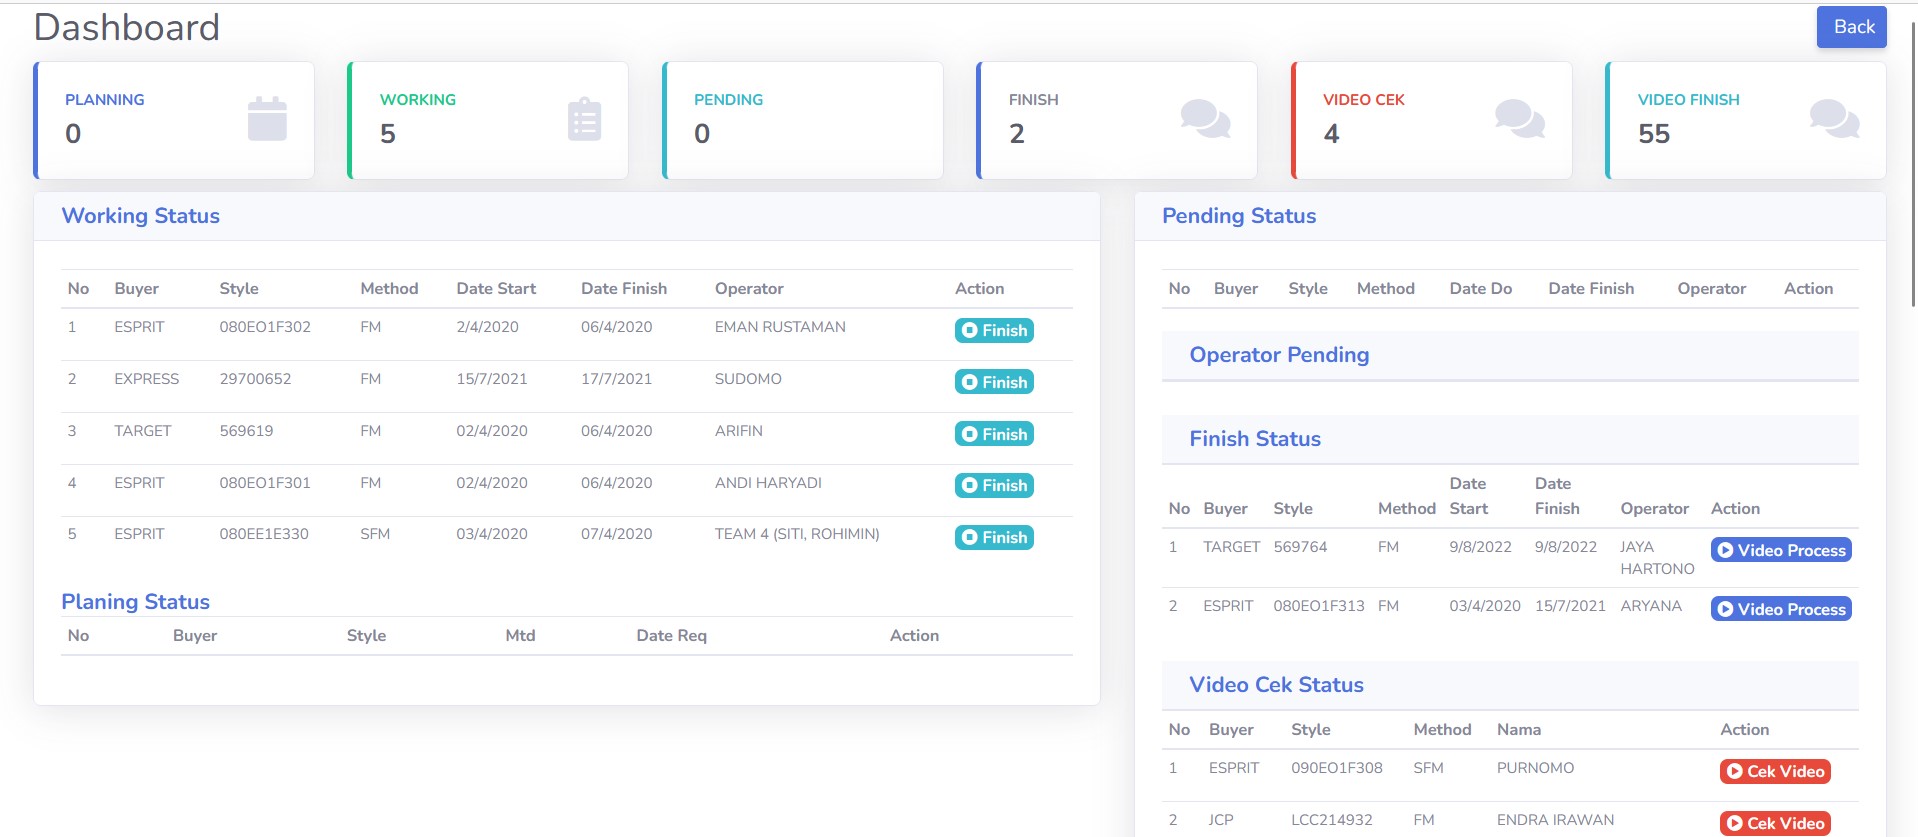 Dashboard
Back
PLANNING
0
WORKING
5
PENDING
0
FINISH
2
VIDEO CEK
4
VIDEO FINISH
55
Working Status
No Buyer Style Method Date Start Date Finish Operator Action
1 ESPRIT 080EO1F302 FM 2/4/2020 06/4/2020 EMAN RUSTAMAN Finish
2 EXPRESS 29700652 FM 15/7/2021 17/7/2021 SUDOMO Finish
3 TARGET 569619 FM 02/4/2020 06/4/2020 ARIFIN Finish
4 ESPRIT 080EO1F301 FM 02/4/2020 06/4/2020 ANDI HARYADI Finish
5 ESPRIT 080EE1E330 SFM 03/4/2020 07/4/2020 TEAM 4 (SITI, ROHIMIN) Finish
Planing Status
No Buyer Style Mtd Date Req Action
Pending Status
No Buyer Style Method Date Do Date Finish Operator Action
Operator Pending
Finish Status
Date Date
No Buyer Style Method Start Finish Operator Action
1 TARGET 569764 FM 9/8/2022 9/8/2022 JAYA Video Process
HARTONO
2 ESPRIT 080EO1F313 FM 03/4/2020 15/7/2021 ARYANA Video Process
Video Cek Status
No Buyer Style Method Nama Action
1 ESPRIT 090EO1F308 SFM PURNOMO Cek Video
2 JCP LCC214932 FM ENDRA IRAWAN Cek Video